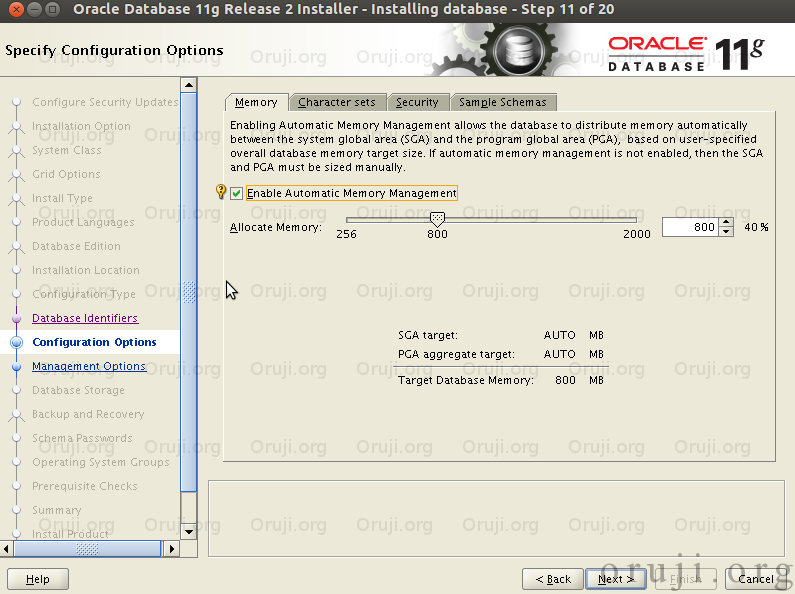 Oracle Database 11g Release 2 Installer - Installing database - Step 11 of 20
Specify Configuration Options
ORACLE
DATABASE 11g
Configure Security Updates
Installation Option
System Class
Grid Options
Install Type
Product Languages
Database Edition
Installation Location
Configuration Type
Database Identifiers
Configuration Options
Management Options
Database Storage
Backup and Recovery
Schema Passwords
Operating System Groups
Prerequisite Checks
Summary
Install Product
Memory Character sets Security Sample Schemas
Enabling Automatic Memory Management allows the database to distribute memory automatically
between the system global area (SGA) and the program global area (PGA), based on user-specified
overall database memory target size. If automatic memory management is not enabled, then the SGA
and PGA must be sized manually.
Enable Automatic Memory Management
Allocate Memory: 256 800 2000 800 40 %
SGA target: AUTO MB
PGA aggregate target: AUTO MB
Target Database Memory: 800 MB
Help < Back Next > Finish Cancel
Oruji.org
oruji.org